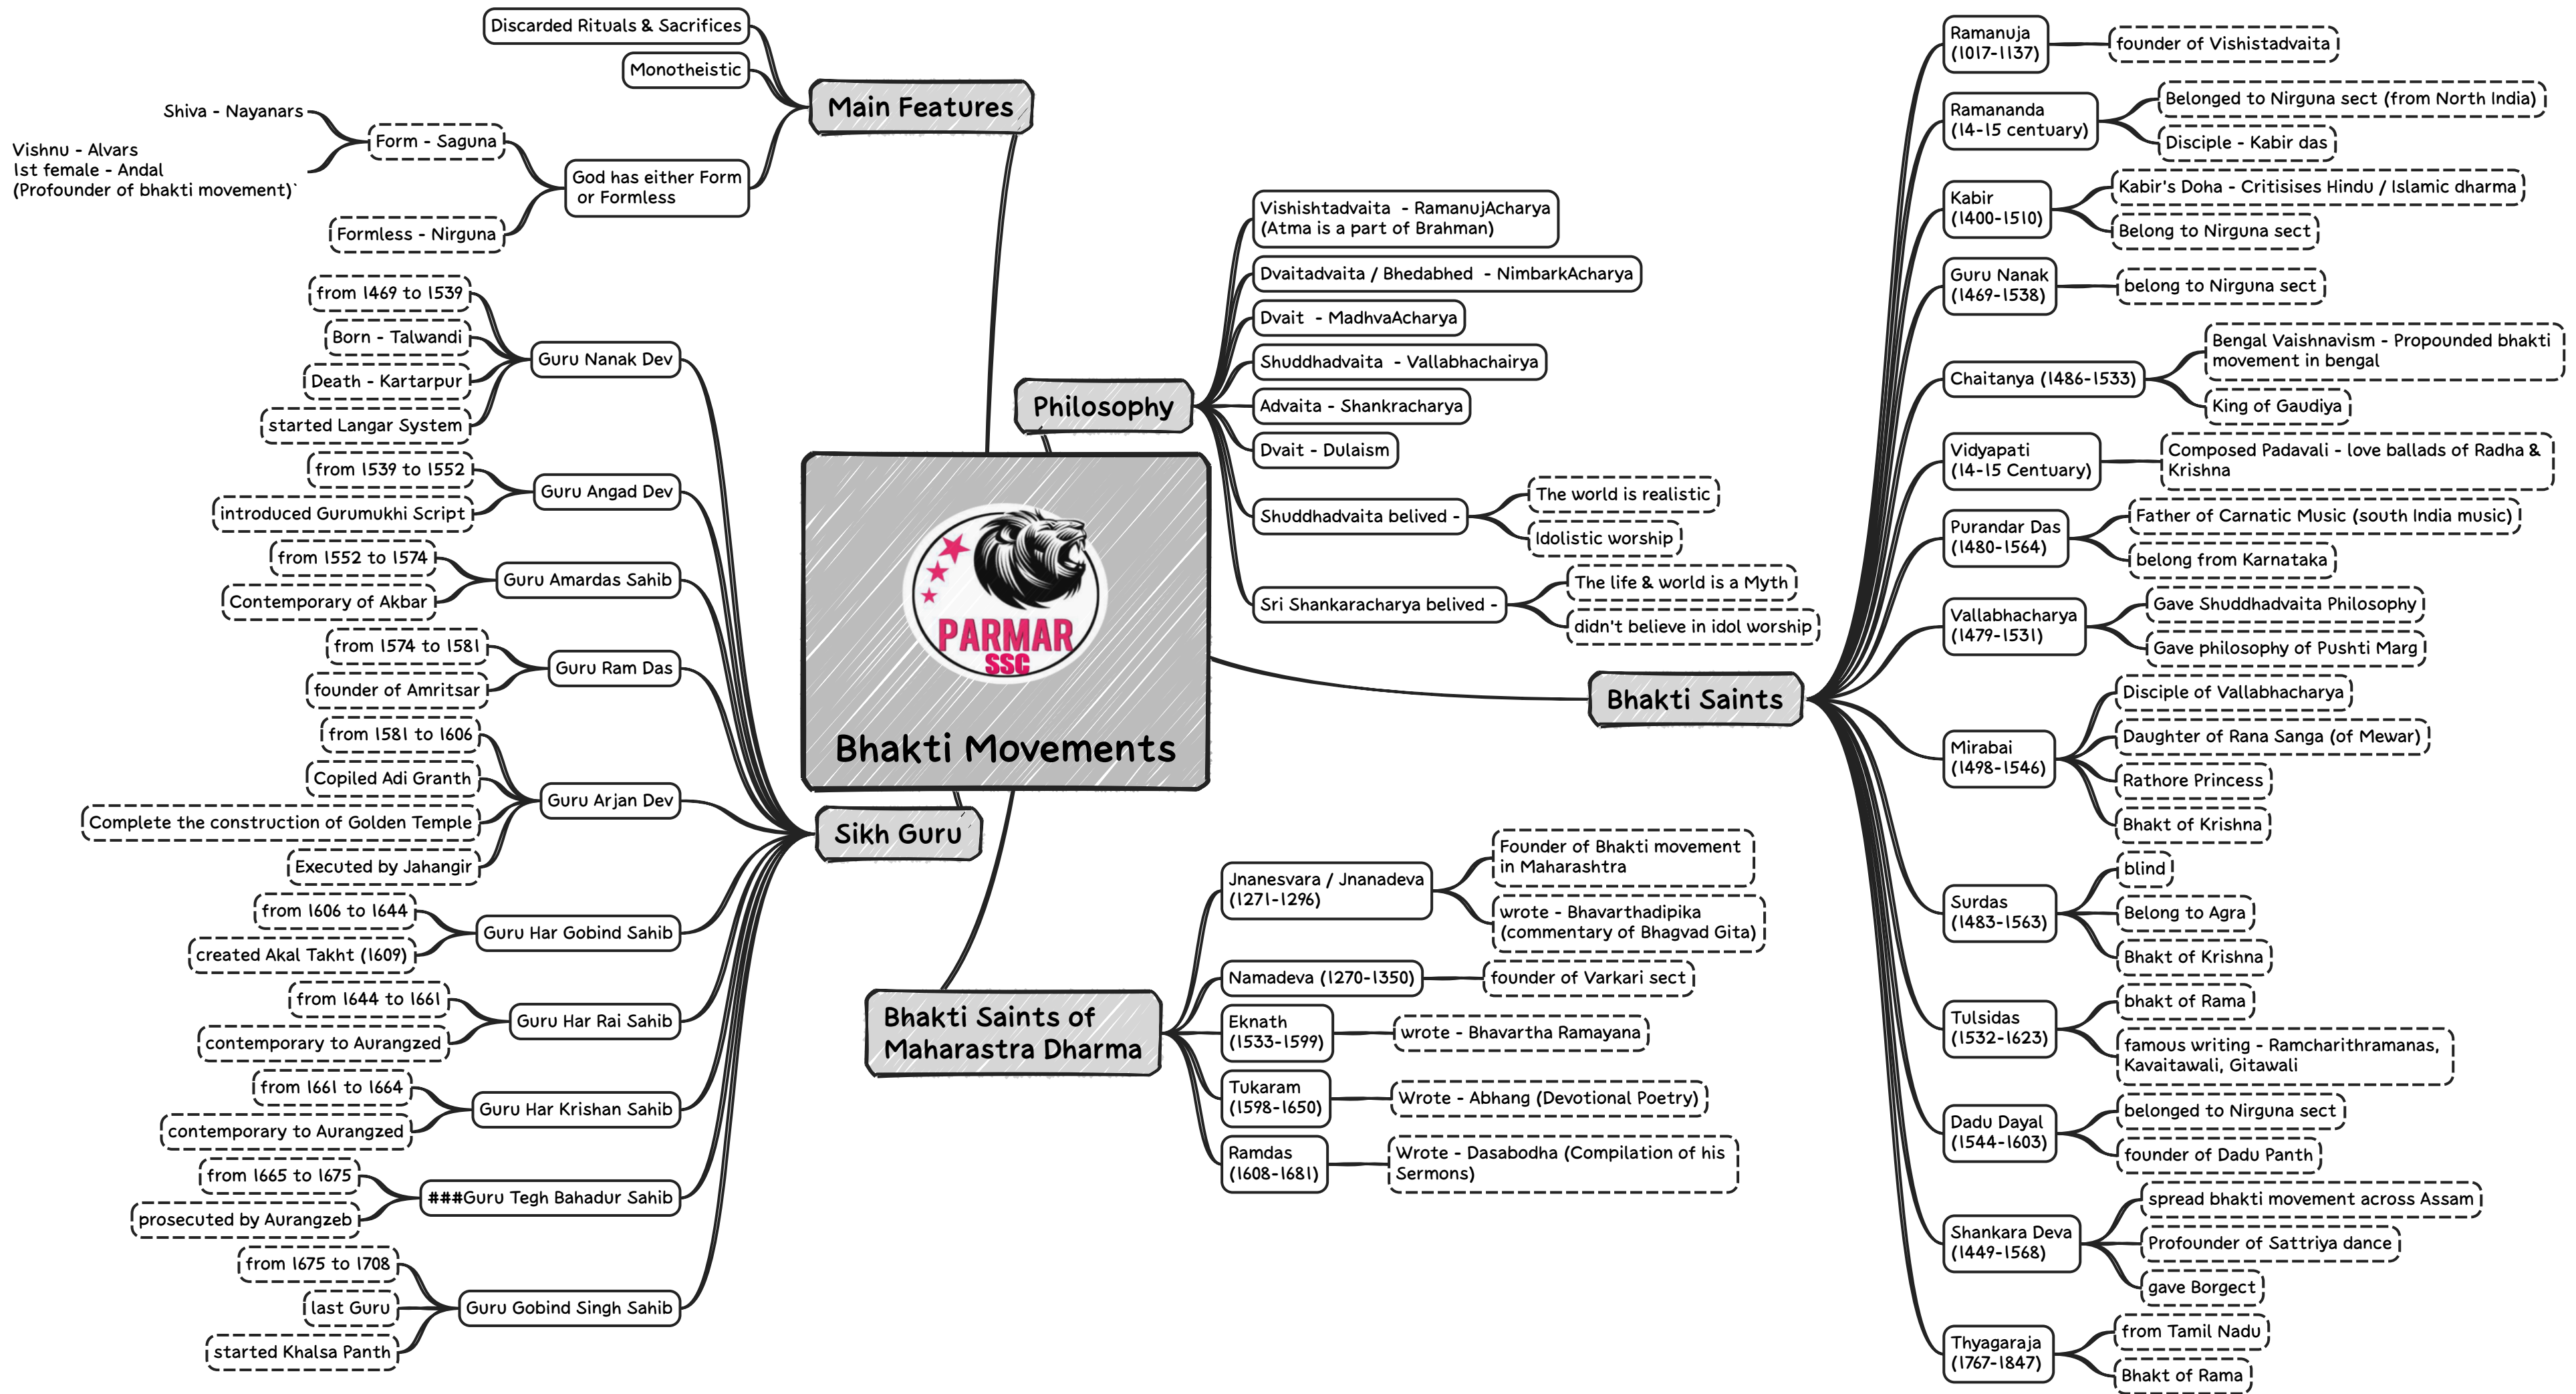 Discarded Rituals & Sacrifices
Monotheistic
Main Features
Shiva - Nayanars
Form - Saguna
Vishnu - Alvars
1st female - Andal
(Profounder of bhakti movement)`
God has either Form
or Formless
Formless - Nirguna
from 1469 to 1539
Born - Talwandi
Guru Nanak Dev
Death - Kartarpur
started Langar System
from 1539 to 1552
Guru Angad Dev
introduced Gurumukhi Script
from 1552 to 1574
Guru Amardas Sahib
Contemporary of Akbar
from 1574 to 1581
Guru Ram Das
founder of Amritsar
from 1581 to 1606
Copiled Adi Granth
Guru Arjan Dev
Complete the construction of Golden Temple
Executed by Jahangir
Sikh Guru
from 1606 to 1644
Guru Har Gobind Sahib
created Akal Takht (1609)
from 1644 to 1661
Guru Har Rai Sahib
contemporary to Aurangzed
from 1661 to 1664
Guru Har Krishan Sahib
contemporary to Aurangzed
from 1665 to 1675
###Guru Tegh Bahadur Sahib
prosecuted by Aurangzeb
from 1675 to 1708
last Guru
Guru Gobind Singh Sahib
started Khalsa Panth
PARMAR
SSC
Bhakti Movements
Philosophy
Vishishtadvaita - RamanujAcharya
(Atma is a part of Brahman)
Dvaitadvaita / Bhedabhed - NimbarkAcharya
Dvait - MadhvaAcharya
Shuddhadvaita - Vallabhachairya
Advaita - Shankracharya
Dvait - Dulaism
Shuddhadvaita belived -
The world is realistic
Idolistic worship
Sri Shankaracharya belived -
The life & world is a Myth
didn't believe in idol worship
Bhakti Saints of
Maharastra Dharma
Jnanesvara / Jnanadeva
(1271-1296)
Founder of Bhakti movement
in Maharashtra
wrote - Bhavarthadipika
(commentary of Bhagvad Gita)
Namadeva (1270-1350)
founder of Varkari sect
Eknath
(1533-1599)
wrote - Bhavartha Ramayana
Tukaram
(1598-1650)
Wrote - Abhang (Devotional Poetry)
Ramdas
(1608-1681)
Wrote - Dasabodha (Compilation of his
Sermons)
Bhakti Saints
Ramanuja
(1017-1137)
founder of Vishistadvaita
Ramananda
(14-15 centuary)
Belonged to Nirguna sect (from North India)
Disciple - Kabir das
Kabir
(1400-1510)
Kabir's Doha - Critisises Hindu / Islamic dharma
Belong to Nirguna sect
Guru Nanak
(1469-1538)
belong to Nirguna sect
Chaitanya (1486-1533)
Bengal Vaishnavism - Propounded bhakti
movement in bengal
King of Gaudiya
Vidyapati
(14-15 Centuary)
Composed Padavali - love ballads of Radha &
Krishna
Purandar Das
(1480-1564)
Father of Carnatic Music (south India music)
belong from Karnataka
Vallabhacharya
(1479-1531)
Gave Shuddhadvaita Philosophy
Gave philosophy of Pushti Marg
Mirabai
(1498-1546)
Disciple of Vallabhacharya
Daughter of Rana Sanga (of Mewar)
Rathore Princess
Bhakt of Krishna
Surdas
(1483-1563)
blind
Belong to Agra
Bhakt of Krishna
Tulsidas
(1532-1623)
bhakt of Rama
famous writing - Ramcharithramanas,
Kavaitawali, Gitawali
Dadu Dayal
(1544-1603)
belonged to Nirguna sect
founder of Dadu Panth
Shankara Deva
(1449-1568)
spread bhakti movement across Assam
Profounder of Sattriya dance
gave Borgect
Thyagaraja
(1767-1847)
from Tamil Nadu
Bhakt of Rama